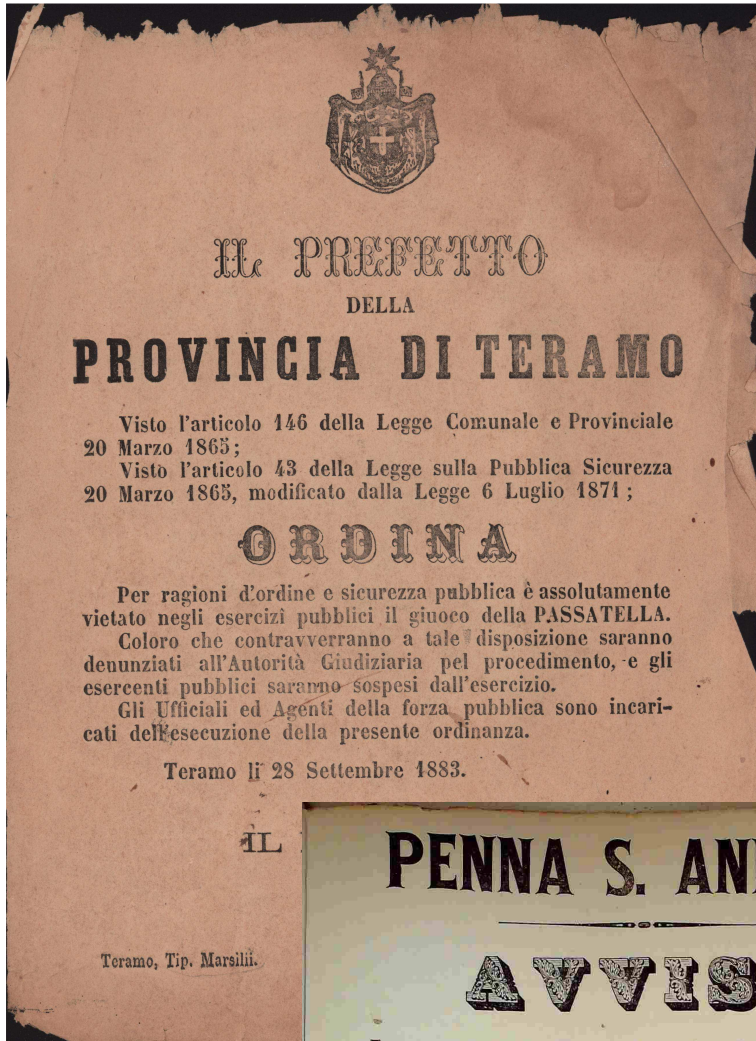 IL PREFETTO
DELLA
PROVINCIA DI TERAMO
Visto l'articolo 146 della Legge Comunale e Provinciale
20 Marzo 1865;
Visto l'articolo 43 della Legge sulla Pubblica Sicurezza
20 Marzo 1865, modificato dalla Legge 6 Luglio 1871;
ORDINA
Per ragioni d'ordine e sicurezza pubblica è assolutamente
vietato negli esercizî pubblici il giuoco della PASSATELLA.
Coloro che contravverranno a tale disposizione saranno
denunziati all'Autorità Giudiziaria pel procedimento, e gli
esercenti pubblici saranno sospesi dall'esercizio.
Gli Ufficiali ed Agenti della forza pubblica sono incari-
cati dell'esecuzione della presente ordinanza.
Teramo li 28 Settembre 1883.
IL
Teramo, Tip. Marsilii.
PENNA S. AN
AVVIS